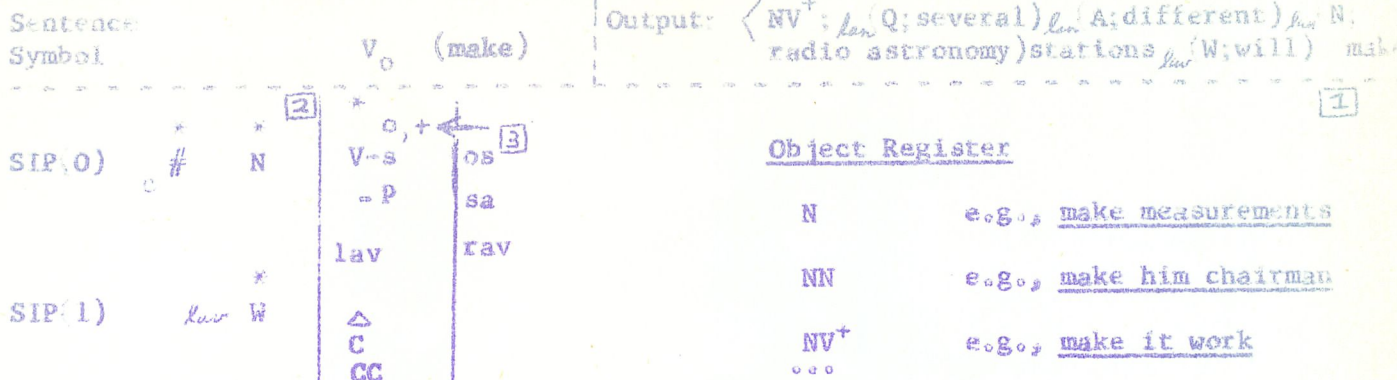 Sentence Output: ⟨ NV⁺; lan(Q;several)lan(A;different)lan(N;
Symbol V₀ (make) radio astronomy)stations law(W;will) mak
[2] * [1]
* * o,+ [3]
SIP(0) # N V-s os Object Register
o = P sa N e.g., make measurements
lav rav
* NN e.g., make him chairman
SIP(1) law W △
C NV⁺ e.g., make it work
CC ...